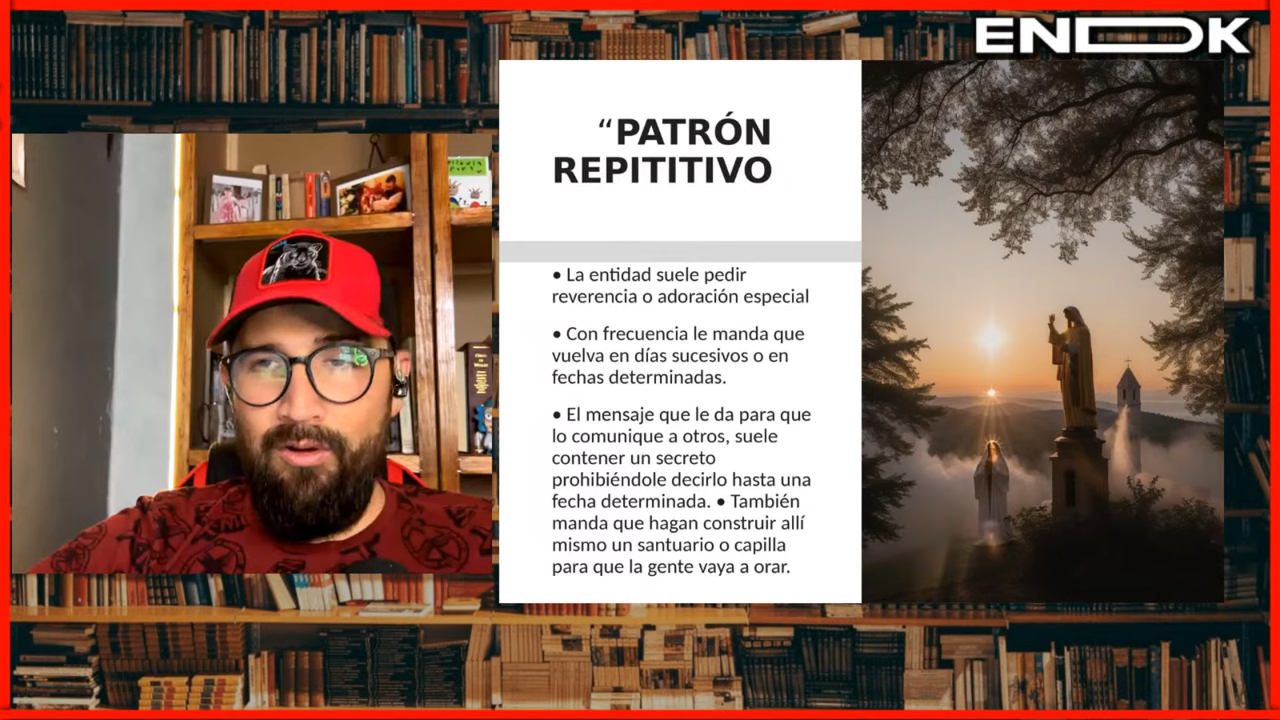 ENDK
“PATRÓN
REPITITIVO
• La entidad suele pedir
reverencia o adoración especial
• Con frecuencia le manda que
vuelva en días sucesivos o en
fechas determinadas.
• El mensaje que le da para que
lo comunique a otros, suele
contener un secreto
prohibiéndole decirlo hasta una
fecha determinada. • También
manda que hagan construir allí
mismo un santuario o capilla
para que la gente vaya a orar.